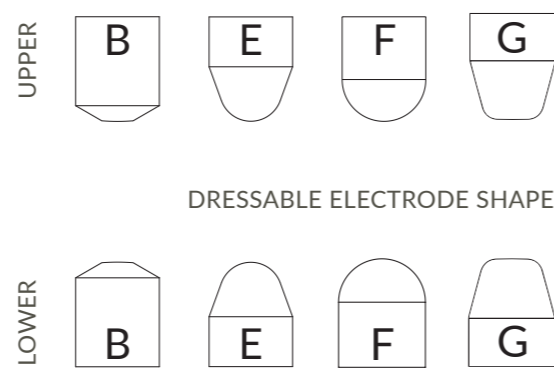 UPPER
B E F G
DRESSABLE ELECTRODE SHAPE
LOWER
B E F G